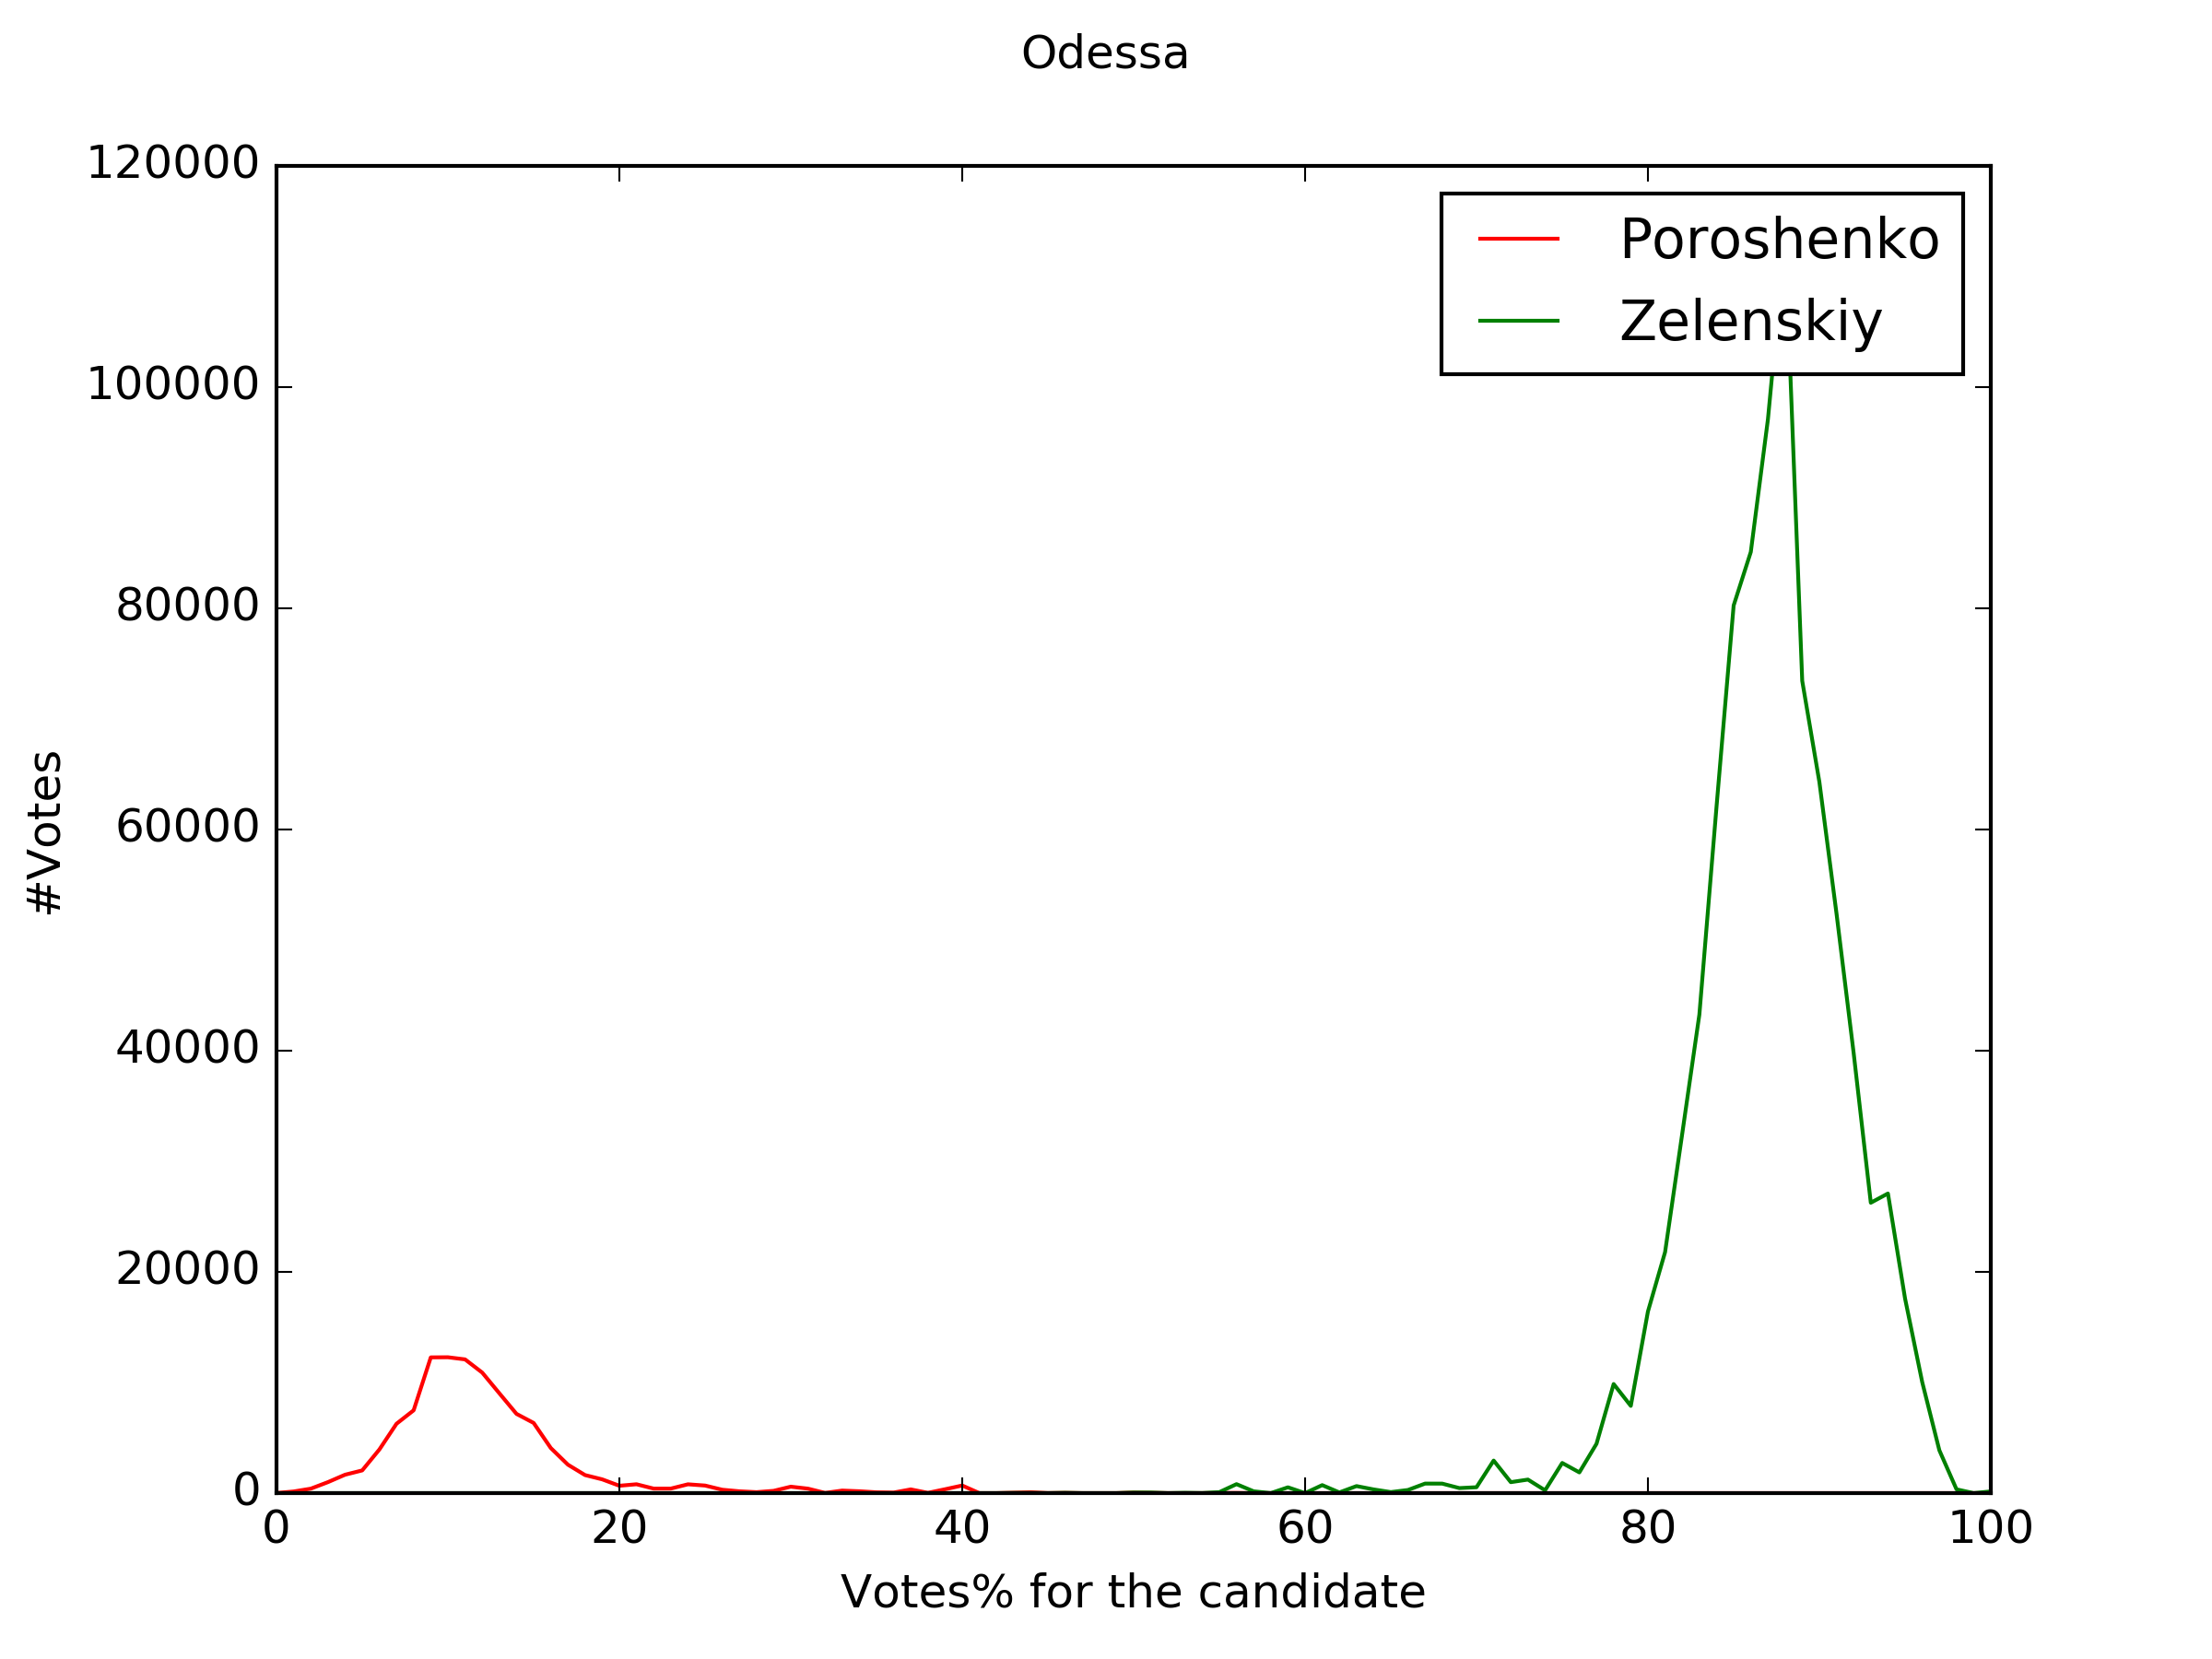 Odessa
120000
100000
80000
60000
40000
20000
0
#Votes
Poroshenko
Zelenskiy
0 20 40 60 80 100
Votes% for the candidate